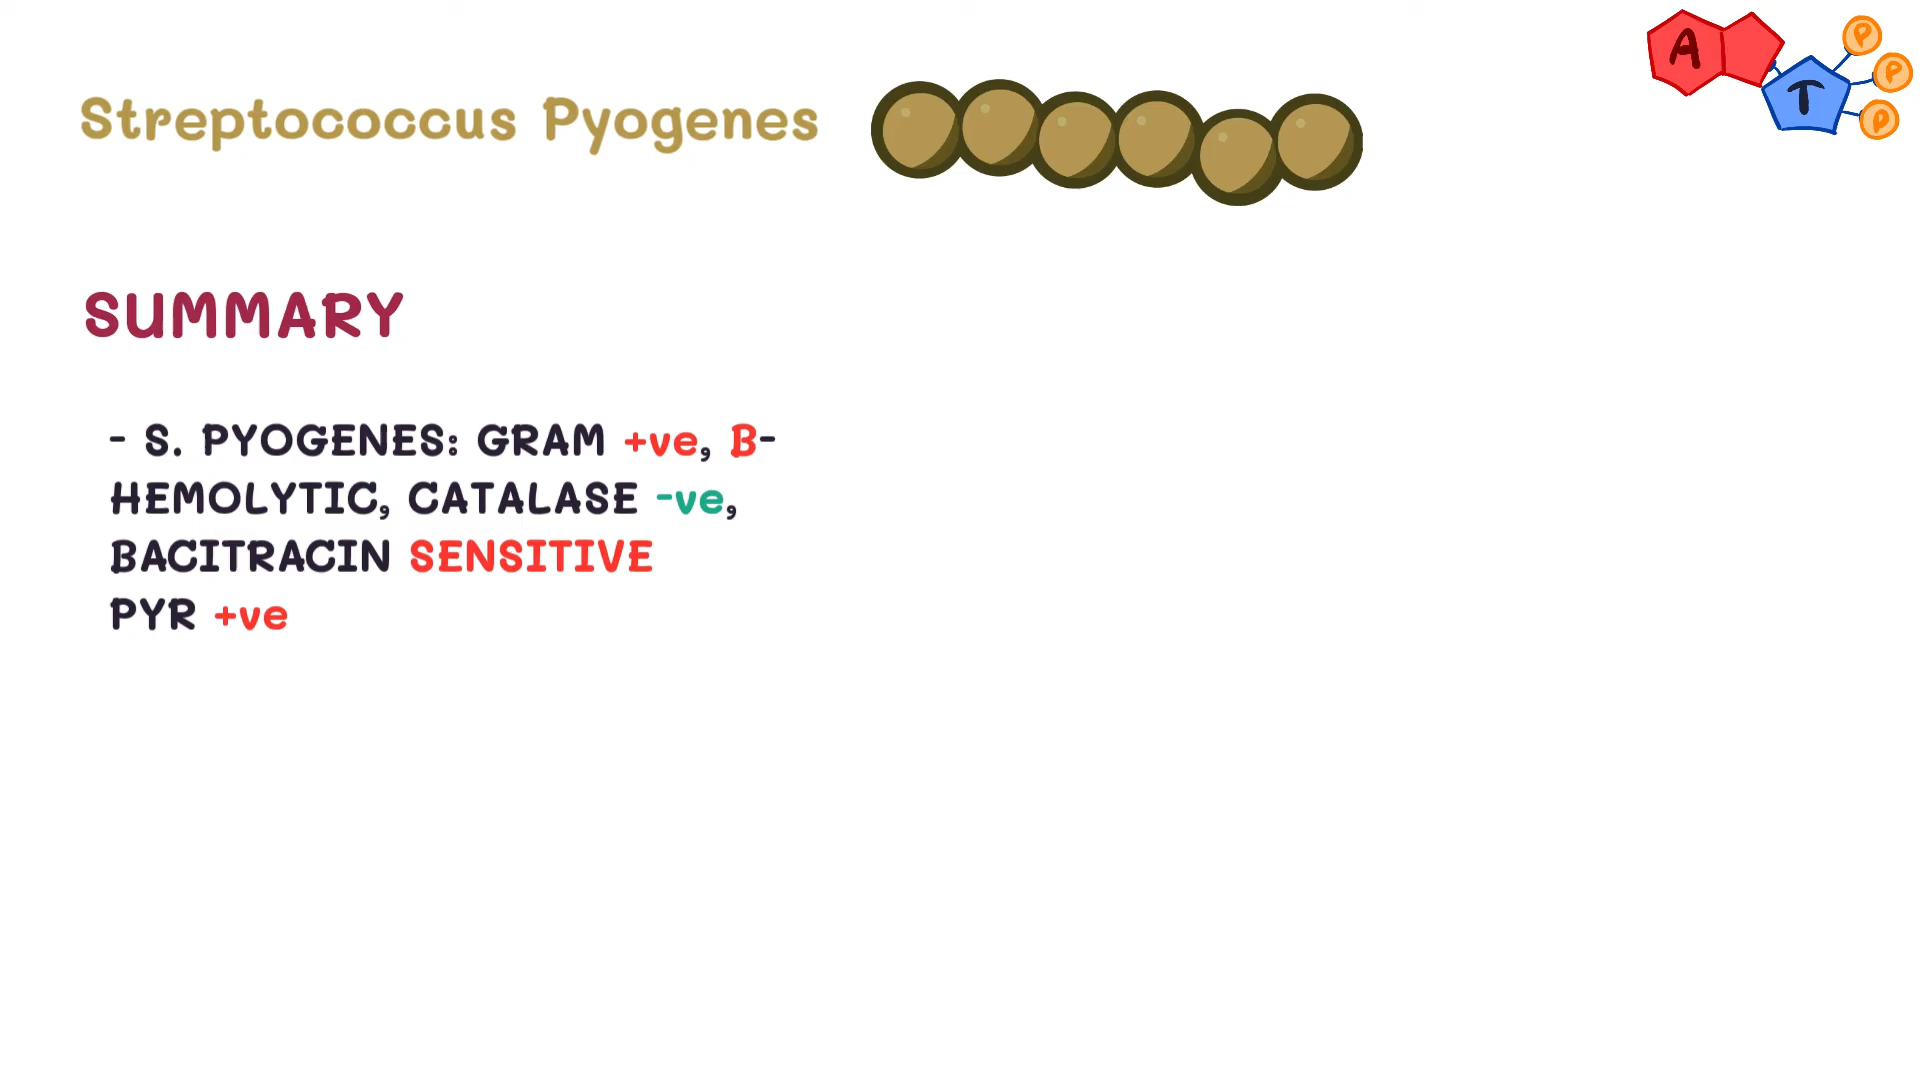 Streptococcus Pyogenes
A
T
P
P
P
SUMMARY
- S. PYOGENES: GRAM +ve, B-
HEMOLYTIC, CATALASE -ve,
BACITRACIN SENSITIVE
PYR +ve